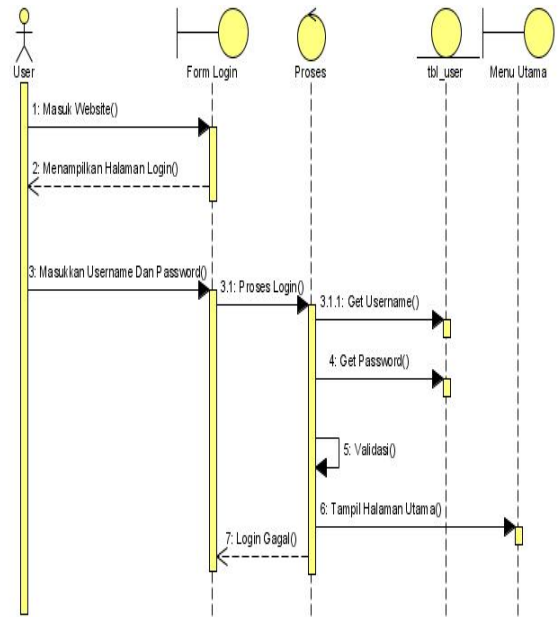 User
Form Login
Proses
tbl_user
Menu Utama
1: Masuk Website()
2: Menampilkan Halaman Login()
3: Masukkan Username Dan Password()
3.1: Proses Login()
3.1.1: Get Username()
4: Get Password()
5: Validasi()
6: Tampil Halaman Utama()
7: Login Gagal()